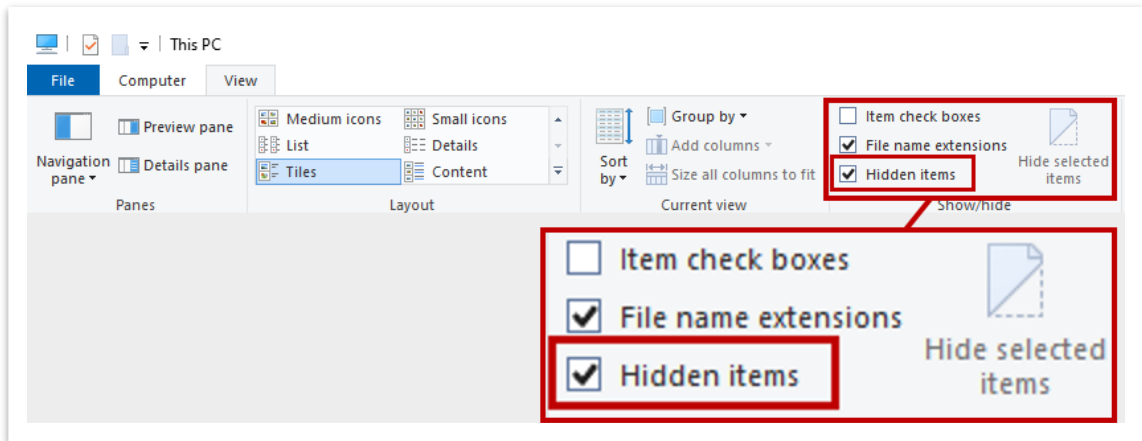 This PC
File Computer View
Navigation pane
Preview pane
Details pane
Panes
Medium icons Small icons
List Details
Tiles Content
Layout
Sort by
Group by
Add columns
Size all columns to fit
Current view
Item check boxes
File name extensions
Hidden items
Hide selected
items
Show/hide
Item check boxes
File name extensions
Hidden items
Hide selected
items